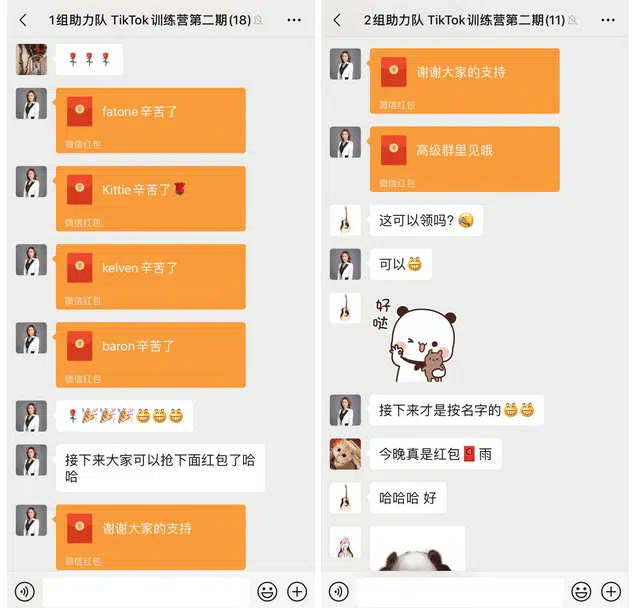 1组助力队 TikTok训练营第二期(18)
fatone辛苦了
微信红包
Kittie辛苦了🌹
微信红包
kelven辛苦了
微信红包
baron辛苦了
微信红包
接下来大家可以抢下面红包了哈
哈
谢谢大家的支持
微信红包
2组助力队 TikTok训练营第二期(11)
谢谢大家的支持
微信红包
高级群里见哦
微信红包
这可以领吗?
可以
好
哒
接下来才是按名字的
今晚真是红包🧧雨
哈哈哈 好